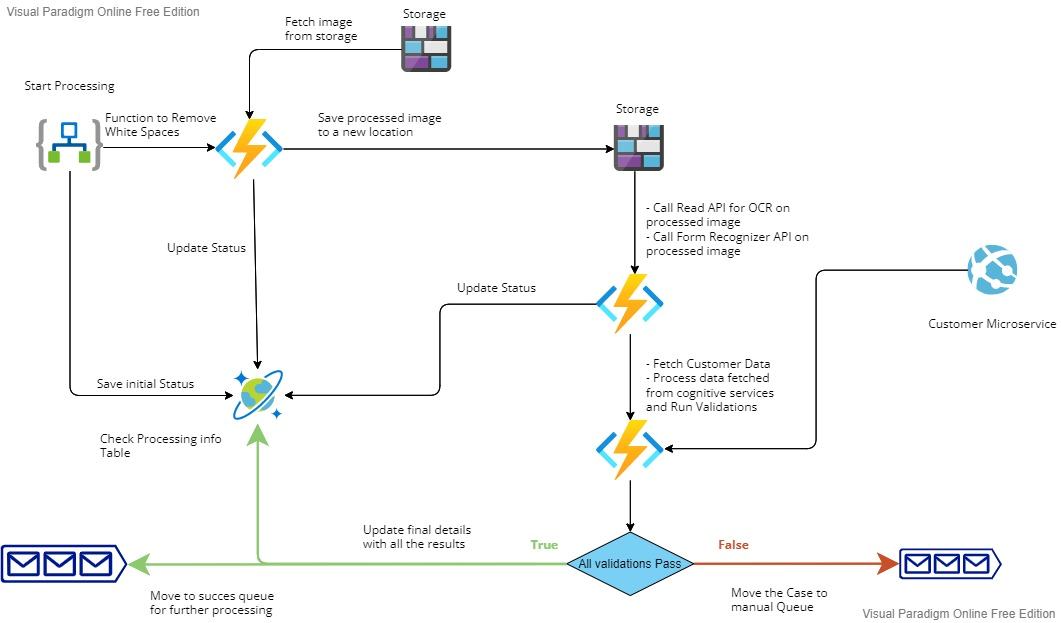 Visual Paradigm Online Free Edition
Storage
Fetch image
from storage
Start Processing
Function to Remove
White Spaces
Save processed image
to a new location
Storage
- Call Read API for OCR on
processed image
- Call Form Recognizer API on
processed image
Update Status
Update Status
Customer Microservice
- Fetch Customer Data
- Process data fetched
from cognitive services
and Run Validations
Save initial Status
Check Processing info
Table
Update final details
with all the results
True
False
All validations Pass
Move to succes queue
for further processing
Move the Case to
manual Queue
Visual Paradigm Online Free Edition